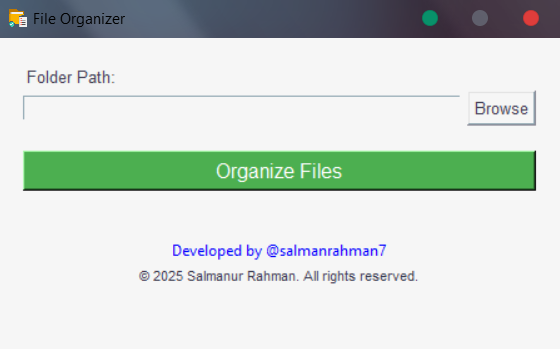 File Organizer
Folder Path:
Browse
Organize Files
Developed by @salmanrahman7
© 2025 Salmanur Rahman. All rights reserved.